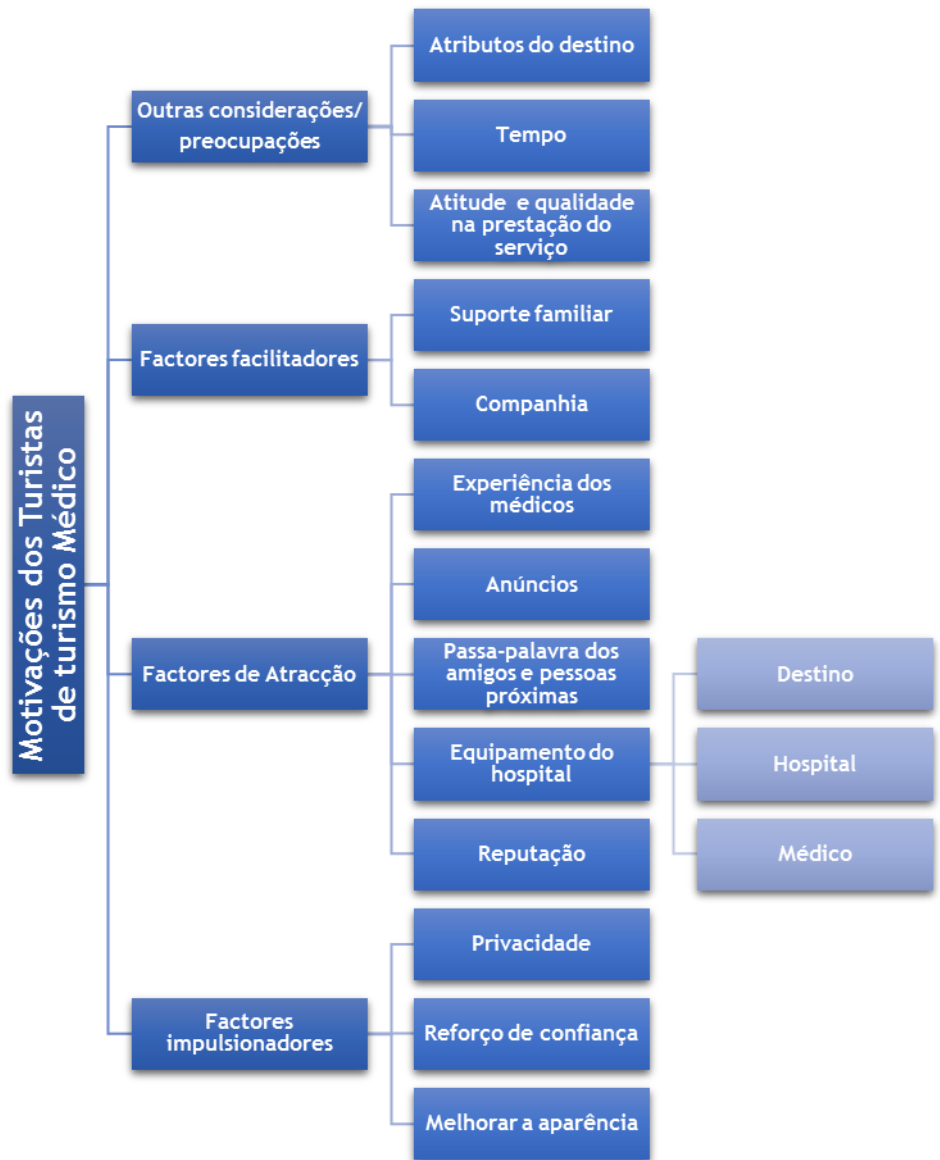 Motivações dos Turistas
de turismo Médico
Outras considerações/
preocupações
Atributos do destino
Tempo
Atitude e qualidade
na prestação do
serviço
Factores facilitadores
Suporte familiar
Companhia
Factores de Atracção
Experiência dos
médicos
Anúncios
Passa-palavra dos
amigos e pessoas
próximas
Equipamento do
hospital
Destino
Hospital
Médico
Reputação
Factores
impulsionadores
Privacidade
Reforço de confiança
Melhorar a aparência